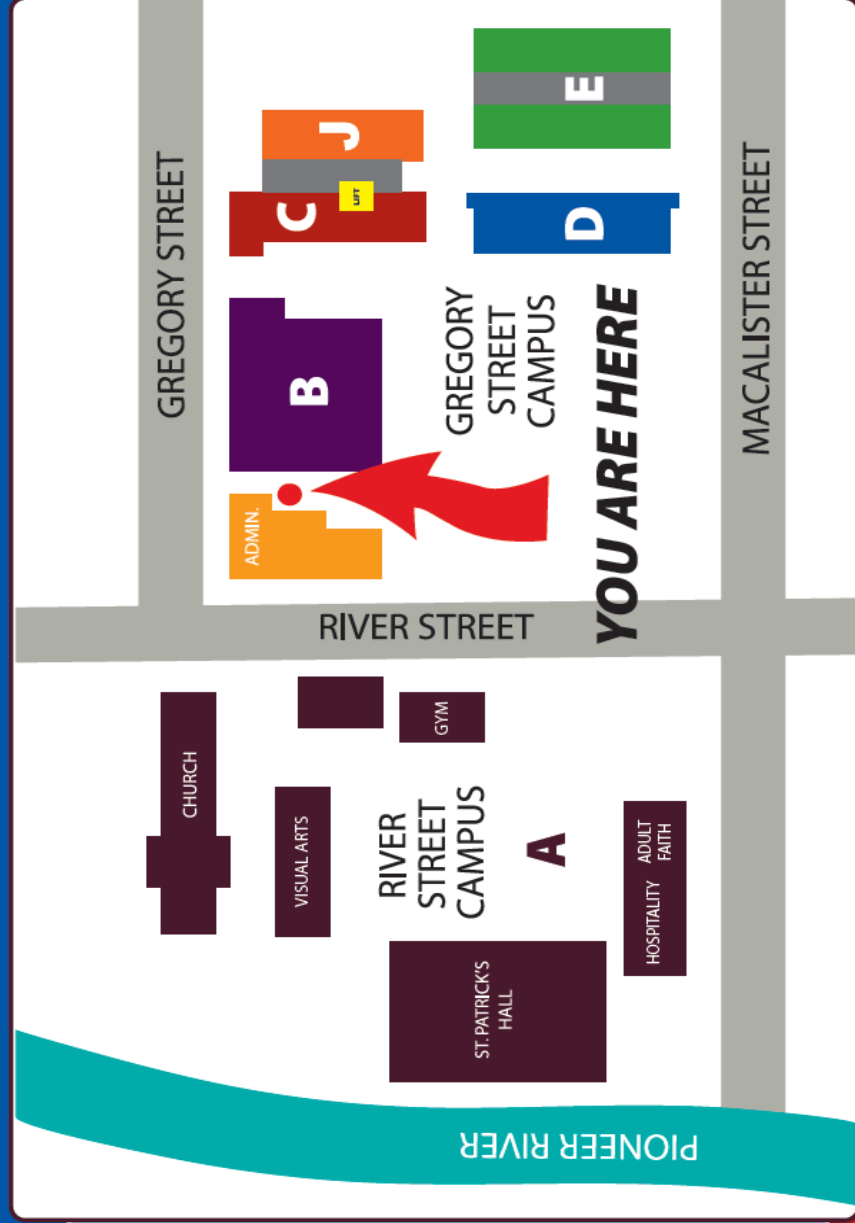 GREGORY STREET
J
C
LIFT
E
D
B
GREGORY
STREET
CAMPUS
YOU ARE HERE
MACALISTER STREET
ADMIN.
RIVER STREET
CHURCH
VISUAL ARTS
GYM
RIVER
STREET
CAMPUS
A
ST. PATRICK'S
HALL
HOSPITALITY
ADULT
FAITH
PIONEER RIVER